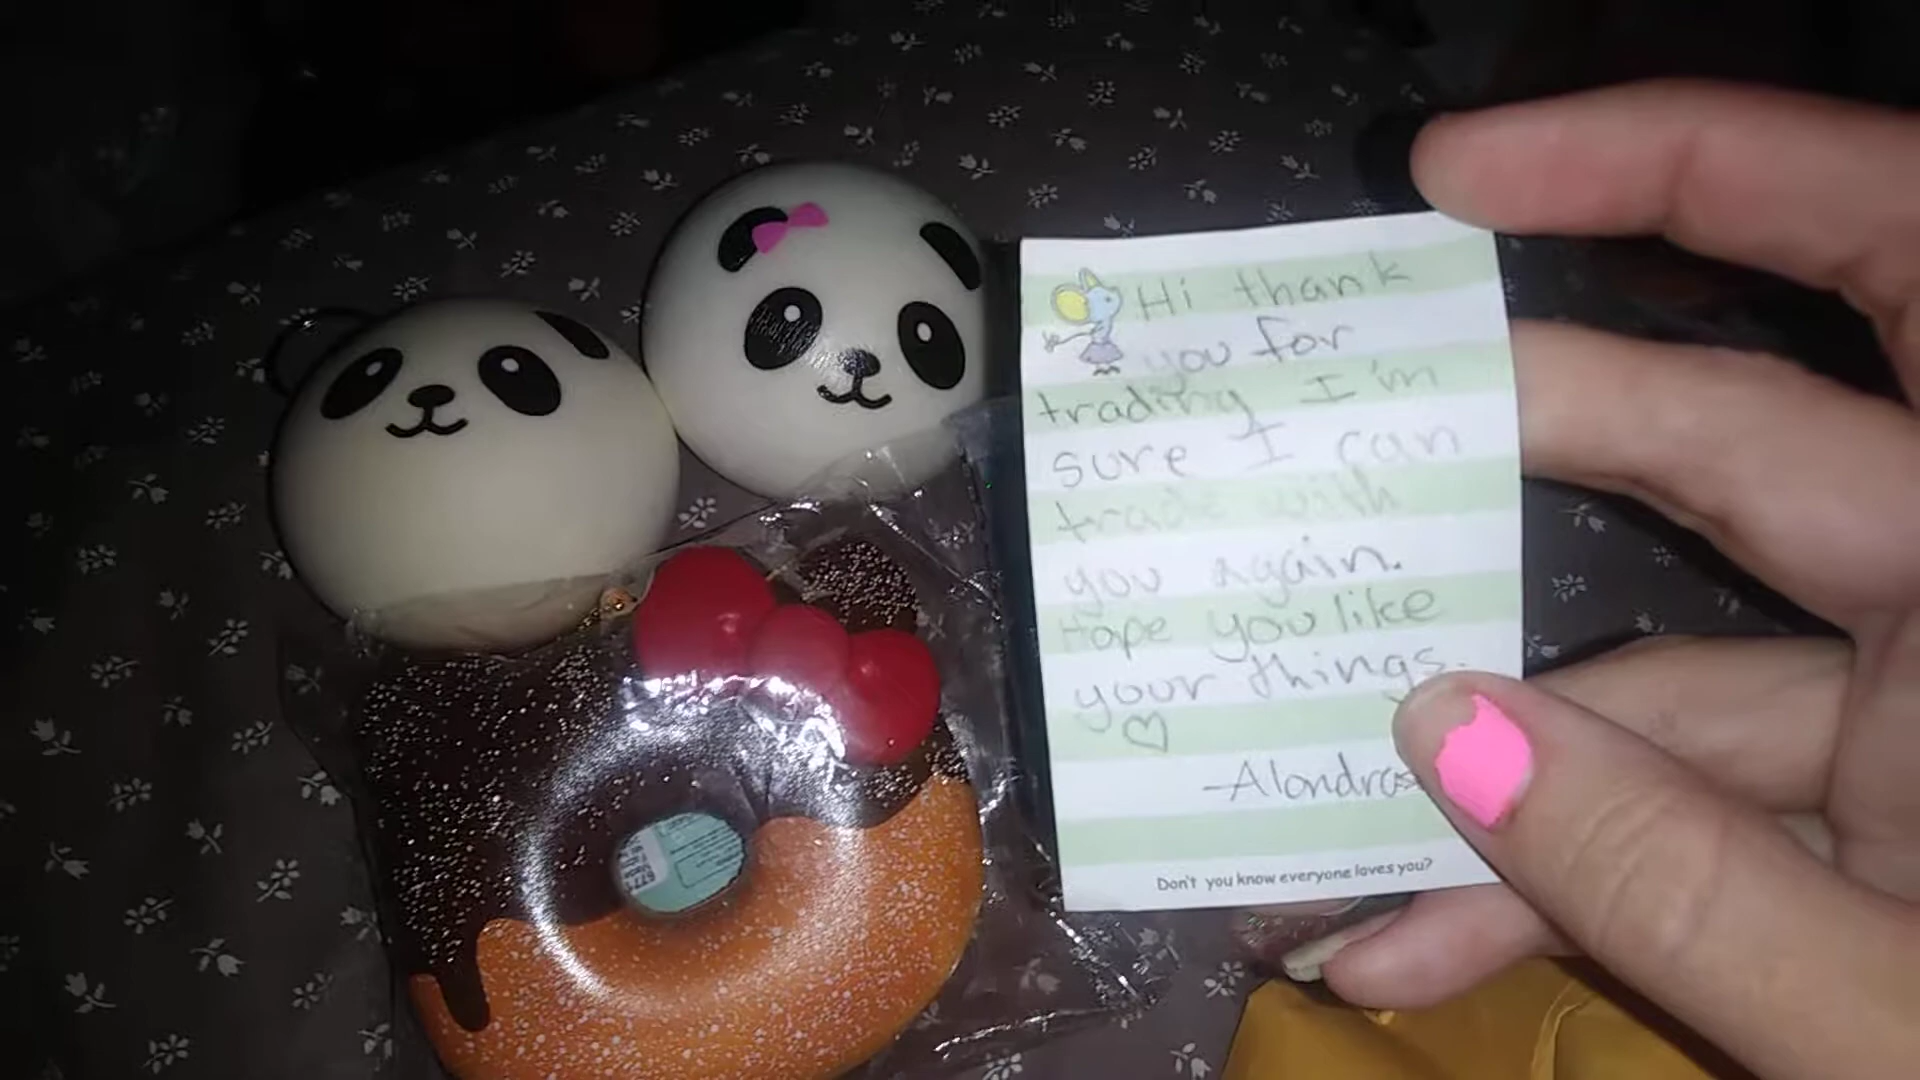 Hi thank
you for
trading I'm
sure I can
trade with
you again.
Hope you like
your things.
♡
-Alondra
Don't you know everyone loves you?